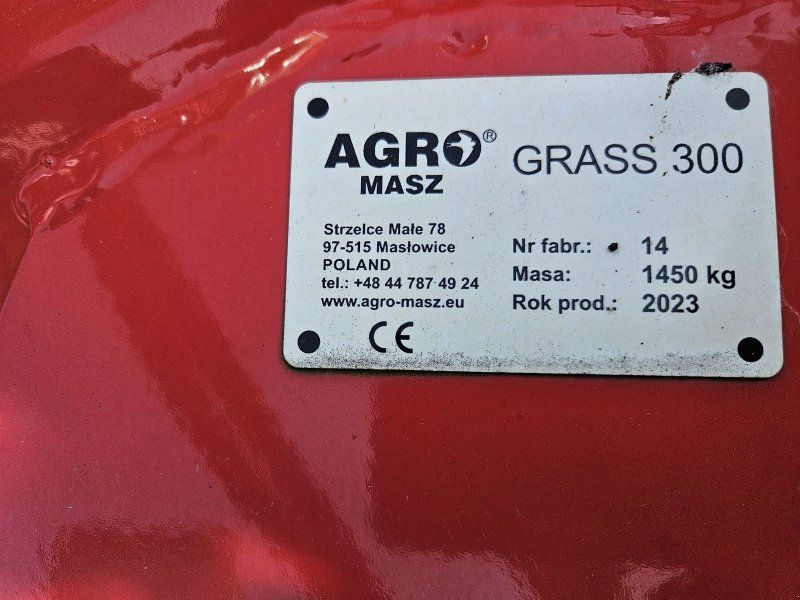 AGRO®
MASZ
GRASS 300
Strzelce Małe 78
97-515 Masłowice
POLAND
tel.: +48 44 787 49 24
www.agro-masz.eu
CE
Nr fabr.: 14
Masa: 1450 kg
Rok prod.: 2023